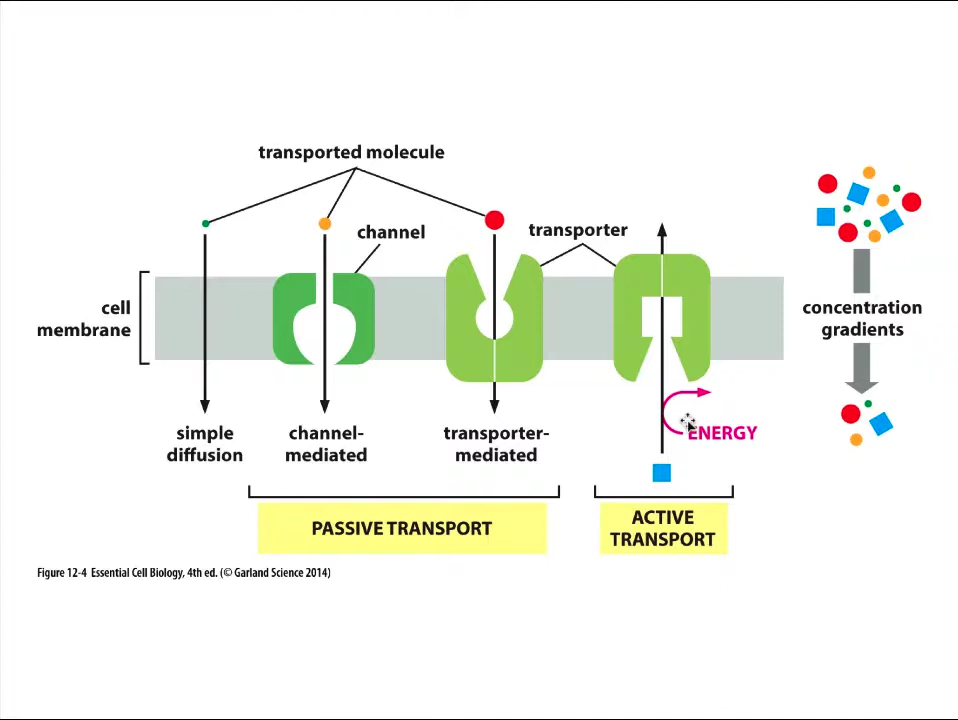 transported molecule
channel
transporter
cell
membrane
concentration
gradients
simple
diffusion
channel-
mediated
transporter-
mediated
ENERGY
PASSIVE TRANSPORT
ACTIVE
TRANSPORT
Figure 12-4 Essential Cell Biology, 4th ed. (© Garland Science 2014)